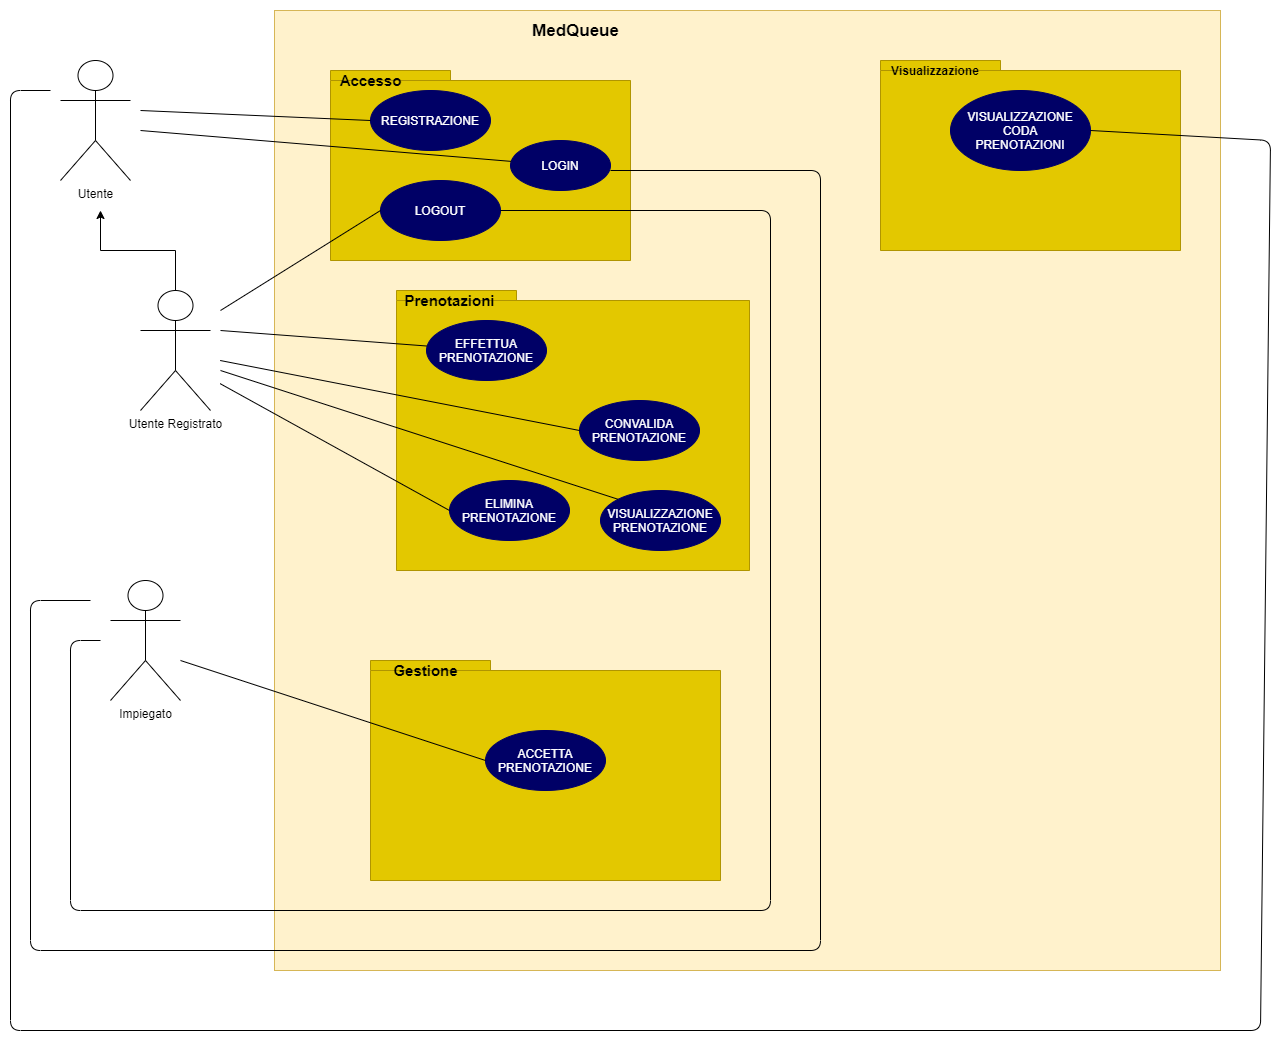 MedQueue
Accesso
REGISTRAZIONE
LOGIN
LOGOUT
Visualizzazione
VISUALIZZAZIONE
CODA
PRENOTAZIONI
Utente
Prenotazioni
EFFETTUA
PRENOTAZIONE
CONVALIDA
PRENOTAZIONE
ELIMINA
PRENOTAZIONE
VISUALIZZAZIONE
PRENOTAZIONE
Utente Registrato
Gestione
ACCETTA
PRENOTAZIONE
Impiegato